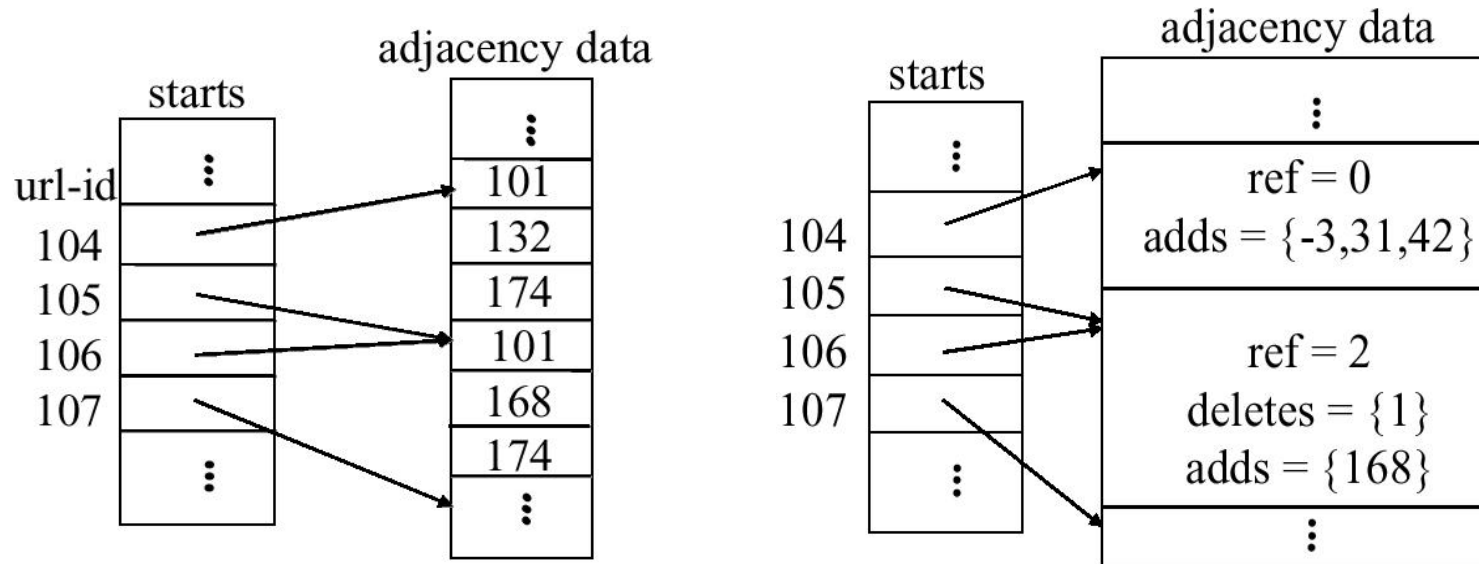 adjacency data
starts
⋮
⋮
url-id
101
104
132
105
174
106
101
107
168
174
⋮
⋮
adjacency data
starts
⋮
⋮
ref = 0
104
adds = {-3,31,42}
105
106
ref = 2
107
deletes = {1}
adds = {168}
⋮
⋮